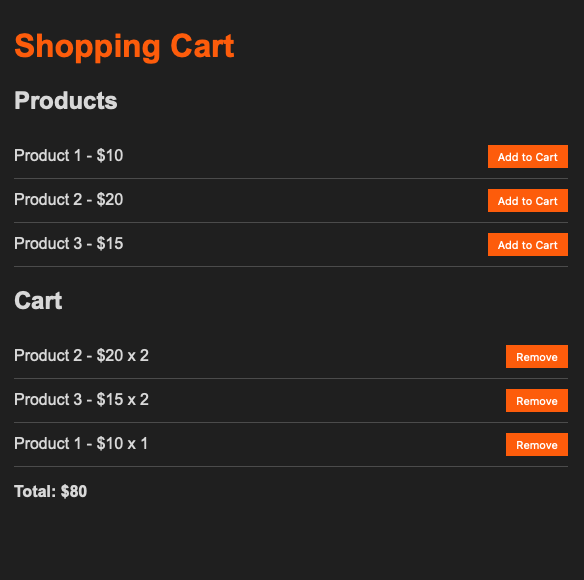 Shopping Cart
Products
Product 1 - $10 Add to Cart
Product 2 - $20 Add to Cart
Product 3 - $15 Add to Cart
Cart
Product 2 - $20 x 2 Remove
Product 3 - $15 x 2 Remove
Product 1 - $10 x 1 Remove
Total: $80